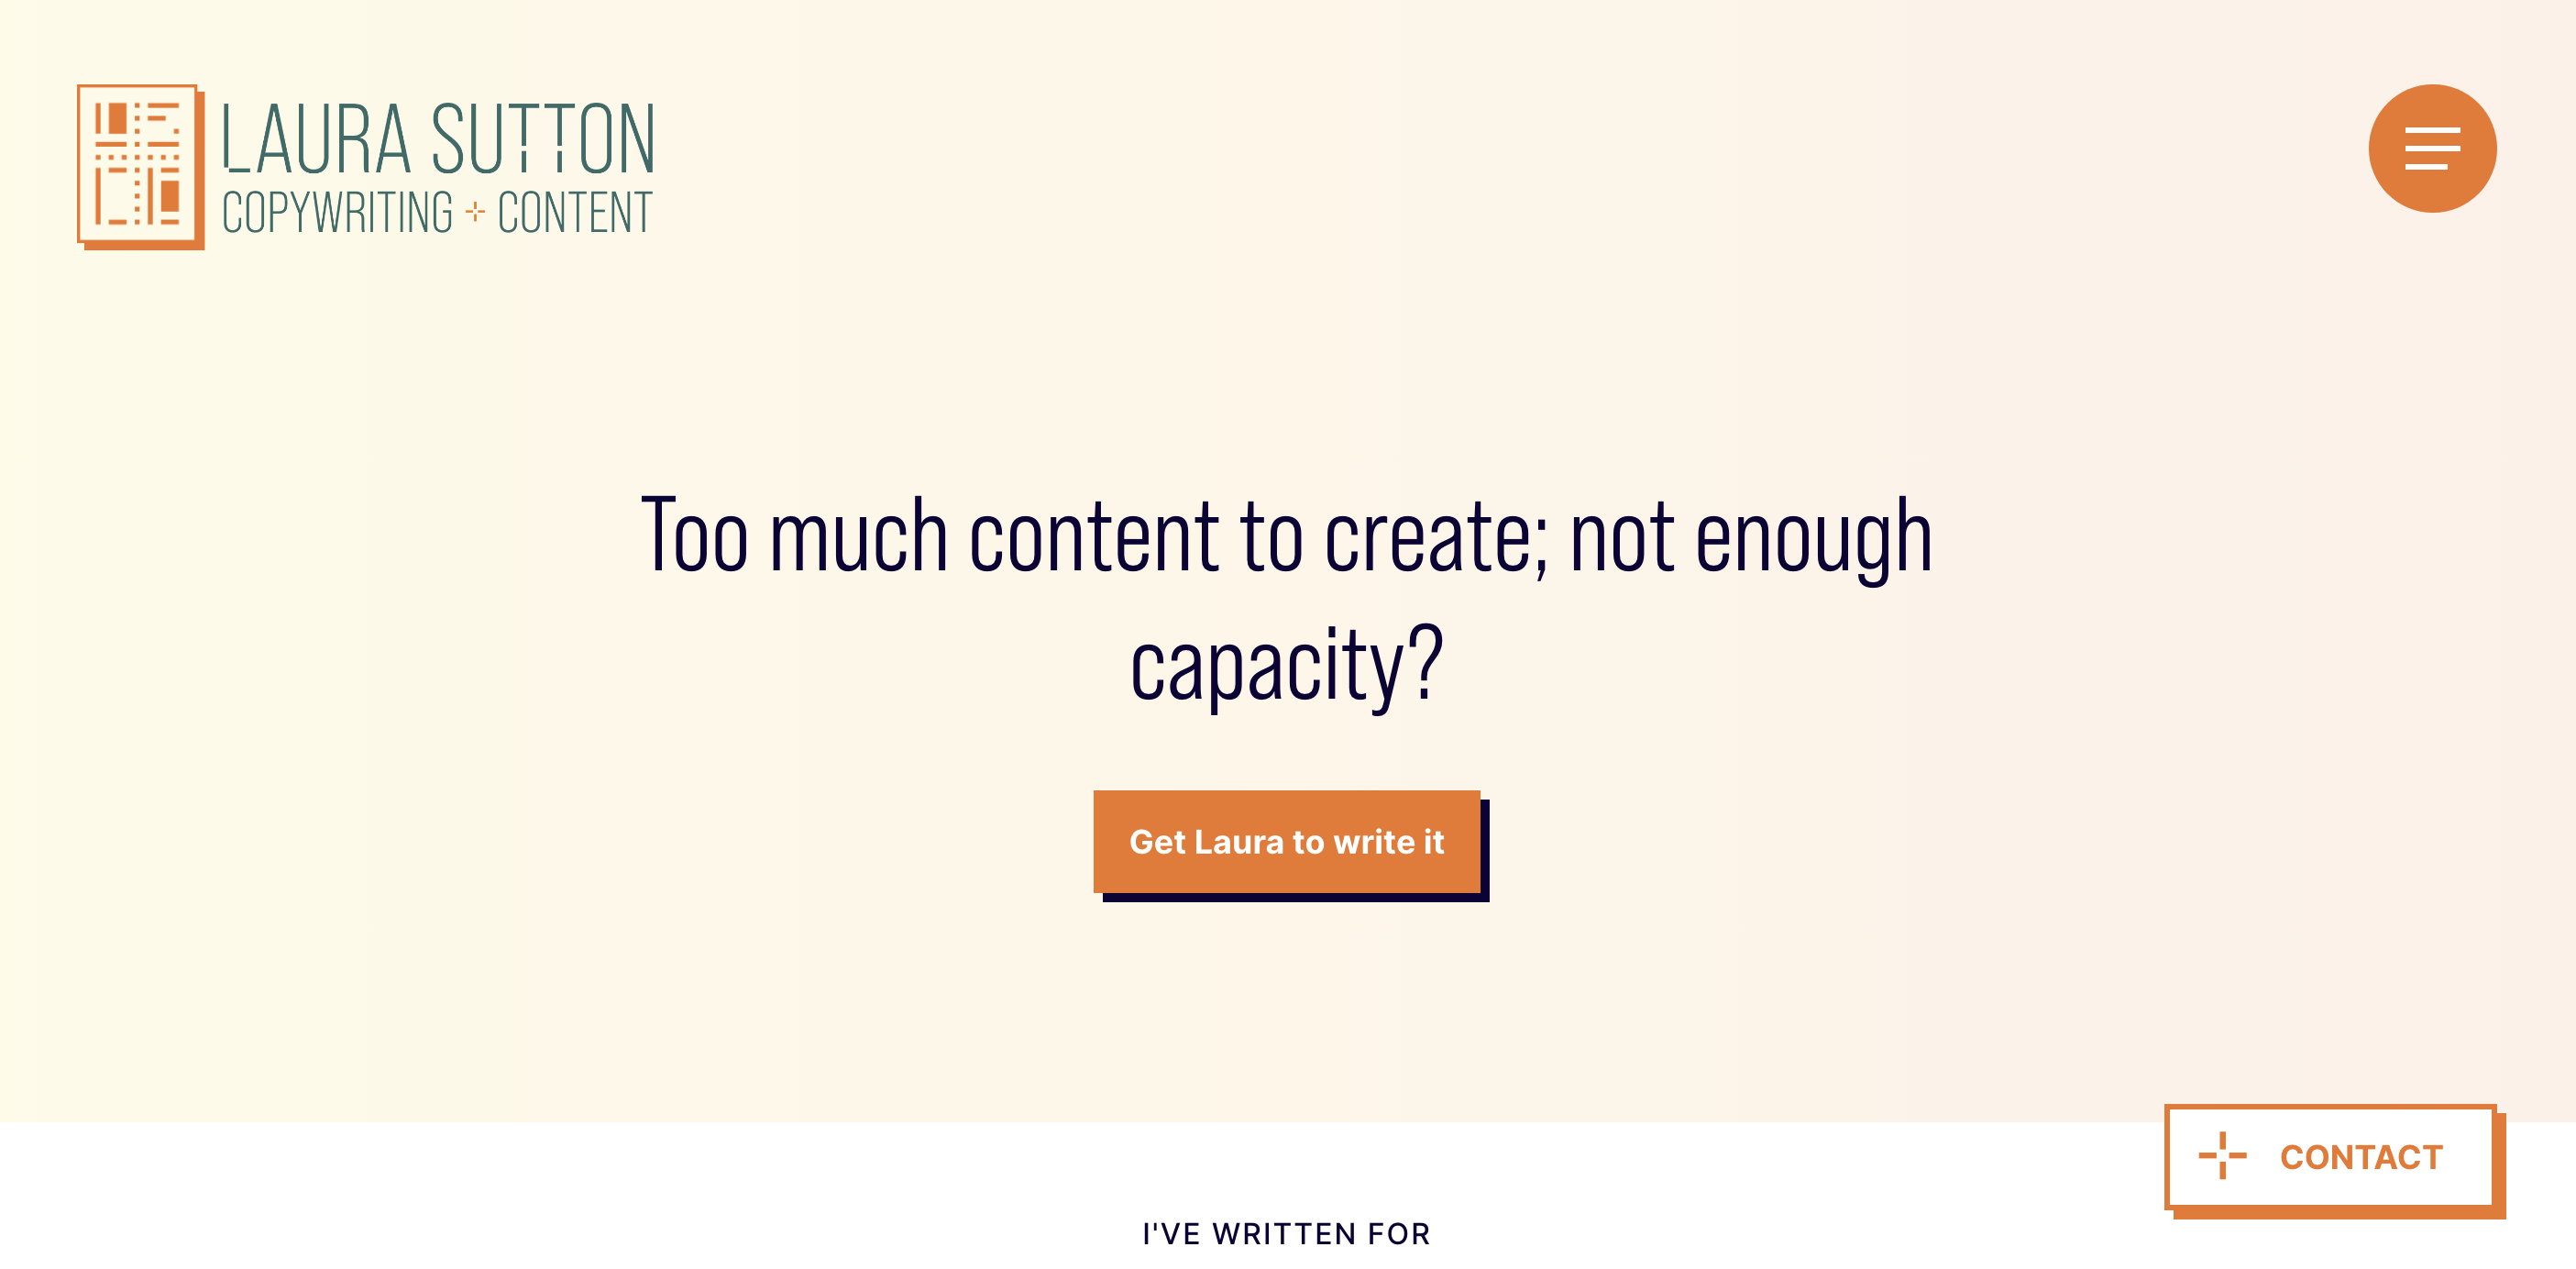 LAURA SUTTON
COPYWRITING + CONTENT
Too much content to create; not enough
capacity?
Get Laura to write it
CONTACT
I'VE WRITTEN FOR